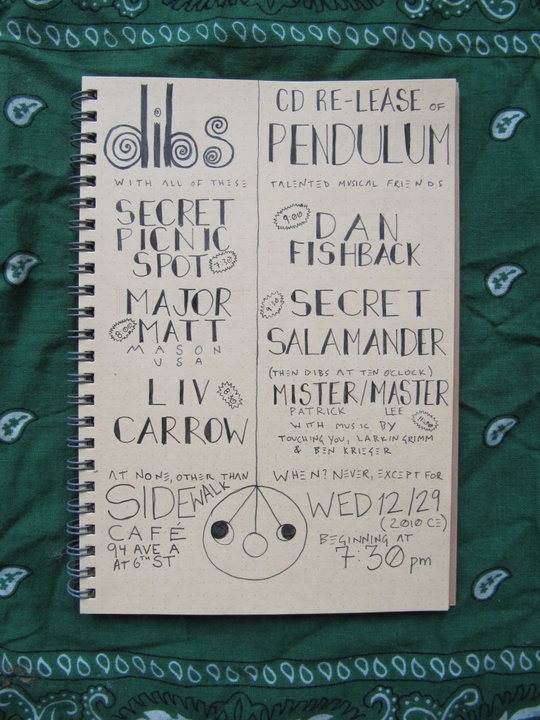 dibs
WITH ALL OF THESE
SECRET
PICNIC
SPOT 7:30
MAJOR
8:00 MATT
MASON
USA
LIV 8:30
CARROW
AT NONE, OTHER THAN
SIDEWALK
CAFÉ
94 AVE A
AT 6TH ST
CD RE-LEASE OF
PENDULUM
TALENTED MUSICAL FRIENDS
9:00 DAN
FISHBACK
9:30 SECRET
SALAMANDER
(THEN DIBS AT TEN O'CLOCK)
MISTER/MASTER
PATRICK LEE
WITH MUSIC BY
TOUCHING YOU, LARKIN GRIMM
& BEN KRIEGER
WHEN? NEVER, EXCEPT FOR
WED 12/29
(2010 CE)
BEGINNING AT
7:30 pm